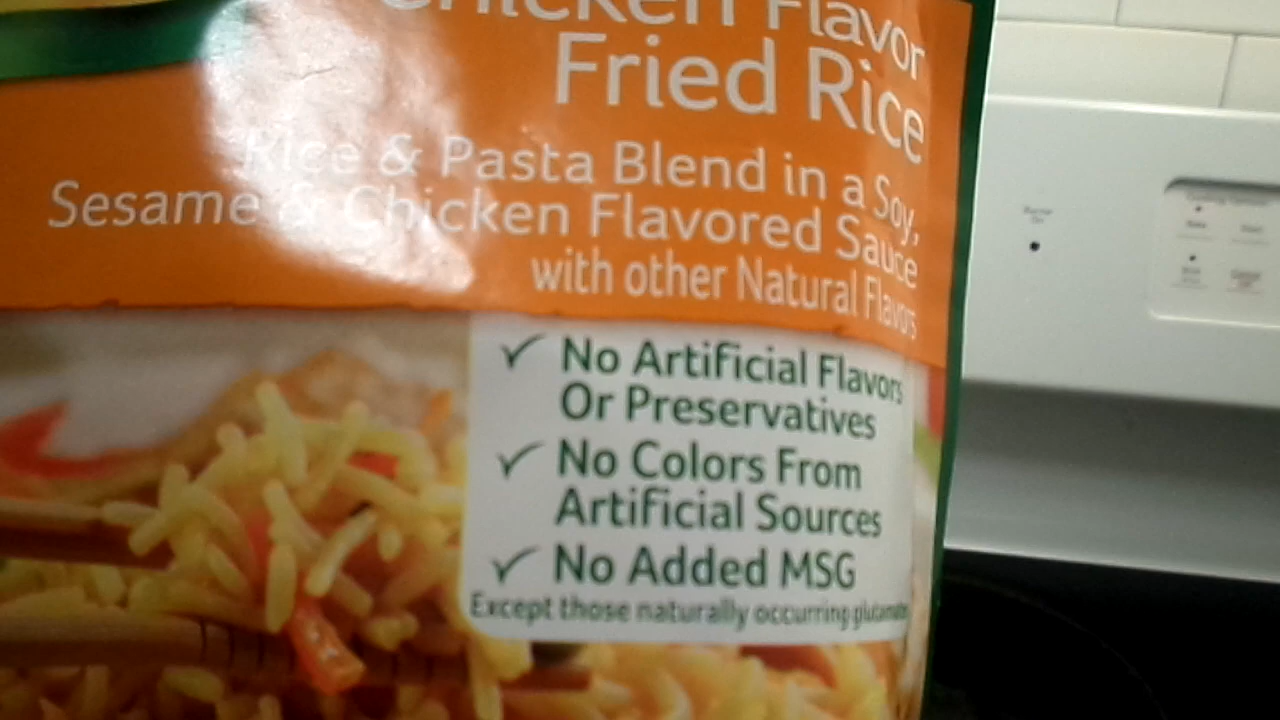 Chicken Flavor
Fried Rice
Rice & Pasta Blend in a Soy,
Sesame & Chicken Flavored Sauce
with other Natural Flavors
✓ No Artificial Flavors
Or Preservatives
✓ No Colors From
Artificial Sources
✓ No Added MSG
Except those naturally occurring glutamates